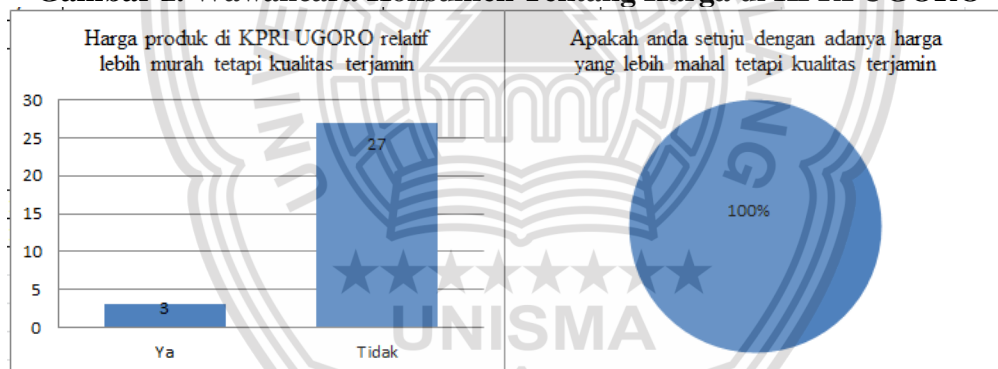 Harga produk di KPRI UGORO relatif
lebih murah tetapi kualitas terjamin
30
25
20
15
10
5
0
3
27
Ya
Tidak
Apakah anda setuju dengan adanya harga
yang lebih mahal tetapi kualitas terjamin
100%
UNISMA